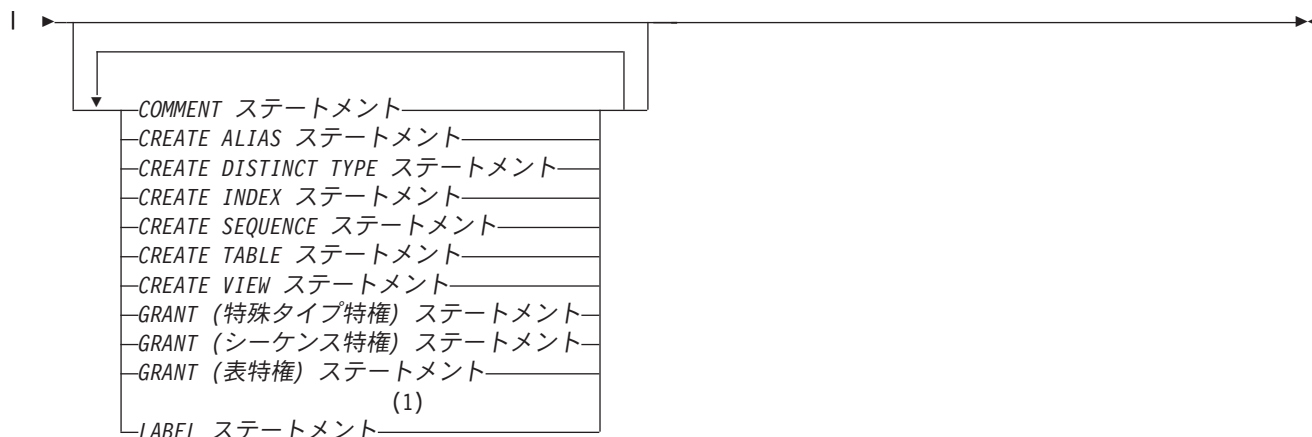 COMMENT ステートメント
CREATE ALIAS ステートメント
CREATE DISTINCT TYPE ステートメント
CREATE INDEX ステートメント
CREATE SEQUENCE ステートメント
CREATE TABLE ステートメント
CREATE VIEW ステートメント
GRANT (特殊タイプ特権) ステートメント
GRANT (シーケンス特権) ステートメント
GRANT (表特権) ステートメント
(1)
LABEL ステートメント